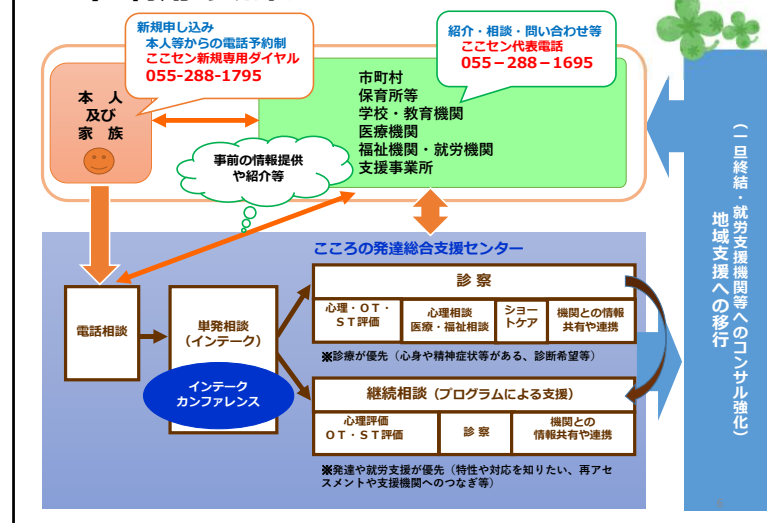 新規申し込み
本人等からの電話予約制
ここセン新規専用ダイヤル
055-288-1795
紹介・相談・問い合わせ等
ここセン代表電話
055－288－1695
本　人
及び
家　族
市町村
保育所等
学校・教育機関
医療機関
福祉機関・就労機関
支援事業所
事前の情報提供
や紹介等
こころの発達総合支援センター
電話相談
単発相談
（インテーク）
インテーク
カンファレンス
診 察
心理・ＯＴ・
ＳＴ評価
心理相談
医療・福祉相談
ショー
トケア
機関との情報
共有や連携
※診療が優先（心身や精神症状等がある、診断希望等）
継続相談（プログラムによる支援）
心理評価
ＯＴ・ＳＴ評価
診 察
機関との
情報共有や連携
※発達や就労支援が優先（特性や対応を知りたい、再アセ
スメントや支援機関へのつなぎ等）
地域支援への移行
（一旦終結・就労支援機関等へのコンサル強化）